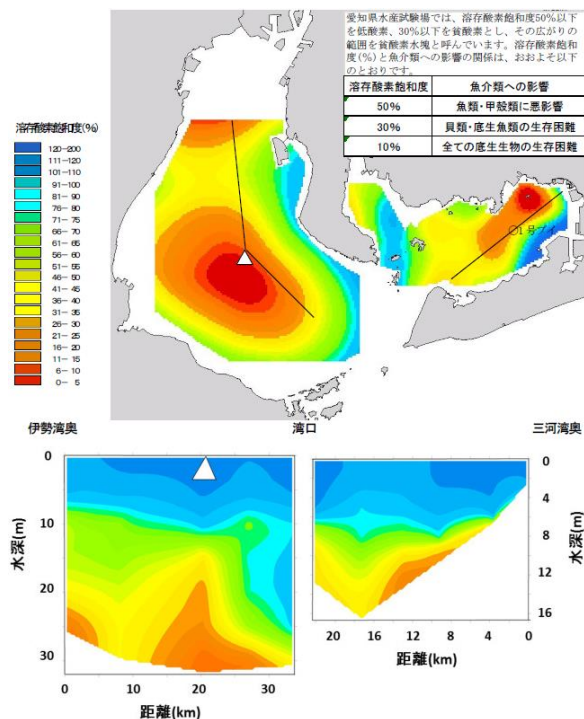 愛知県水産試験場では、溶存酸素飽和度50%以下
を低酸素、30%以下を貧酸素とし、その広がりの
範囲を貧酸素水塊と呼んでいます。溶存酸素飽和
度(%)と魚介類への影響の関係は、おおよそ以下
のとおりです。
溶存酸素飽和度 魚介類への影響
50% 魚類・甲殻類に悪影響
30% 貝類・底生魚類の生存困難
10% 全ての底生生物の生存困難
溶存酸素飽和度(%)
120-200
111-120
101-110
91-100
81-90
76-80
71-75
66-70
61-65
56-60
51-55
46-50
41-45
36-40
31-35
26-30
21-25
16-20
11-15
6-10
0-5
1号ブイ
伊勢湾奥 湾口 三河湾奥
水深(m)
0
10
20
30
0 10 20 30
距離(km)
0
4
8
12
16
水深(m)
20 16 12 8 4 0
距離(km)